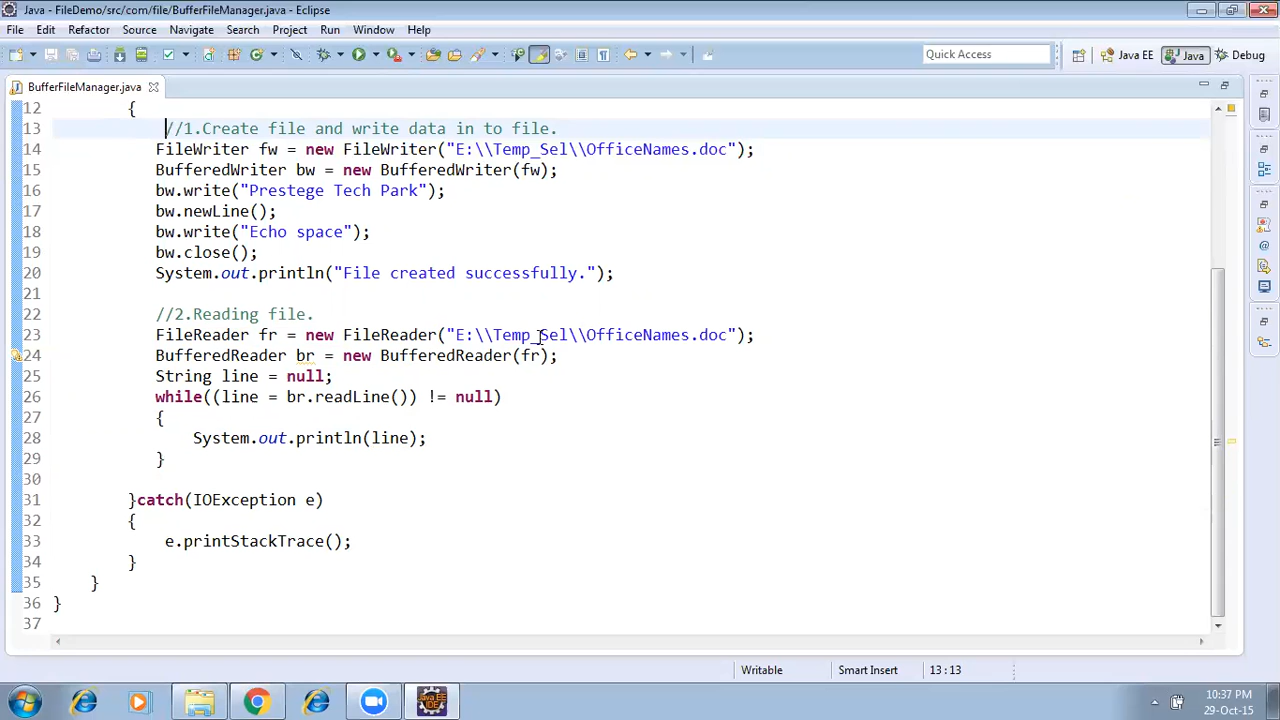 Java - FileDemo/src/com/file/BufferFileManager.java - Eclipse
File Edit Refactor Source Navigate Search Project Run Window Help
Quick Access Java EE Java Debug
BufferFileManager.java
12 {
13 //1.Create file and write data in to file.
14 FileWriter fw = new FileWriter("E:\\Temp_Sel\\OfficeNames.doc");
15 BufferedWriter bw = new BufferedWriter(fw);
16 bw.write("Prestege Tech Park");
17 bw.newLine();
18 bw.write("Echo space");
19 bw.close();
20 System.out.println("File created successfully.");
21
22 //2.Reading file.
23 FileReader fr = new FileReader("E:\\Temp_Sel\\OfficeNames.doc");
24 BufferedReader br = new BufferedReader(fr);
25 String line = null;
26 while((line = br.readLine()) != null)
27 {
28 System.out.println(line);
29 }
30
31 }catch(IOException e)
32 {
33 e.printStackTrace();
34 }
35 }
36 }
37
Writable Smart Insert 13 : 13
Java EE IDE
10:37 PM
29-Oct-15